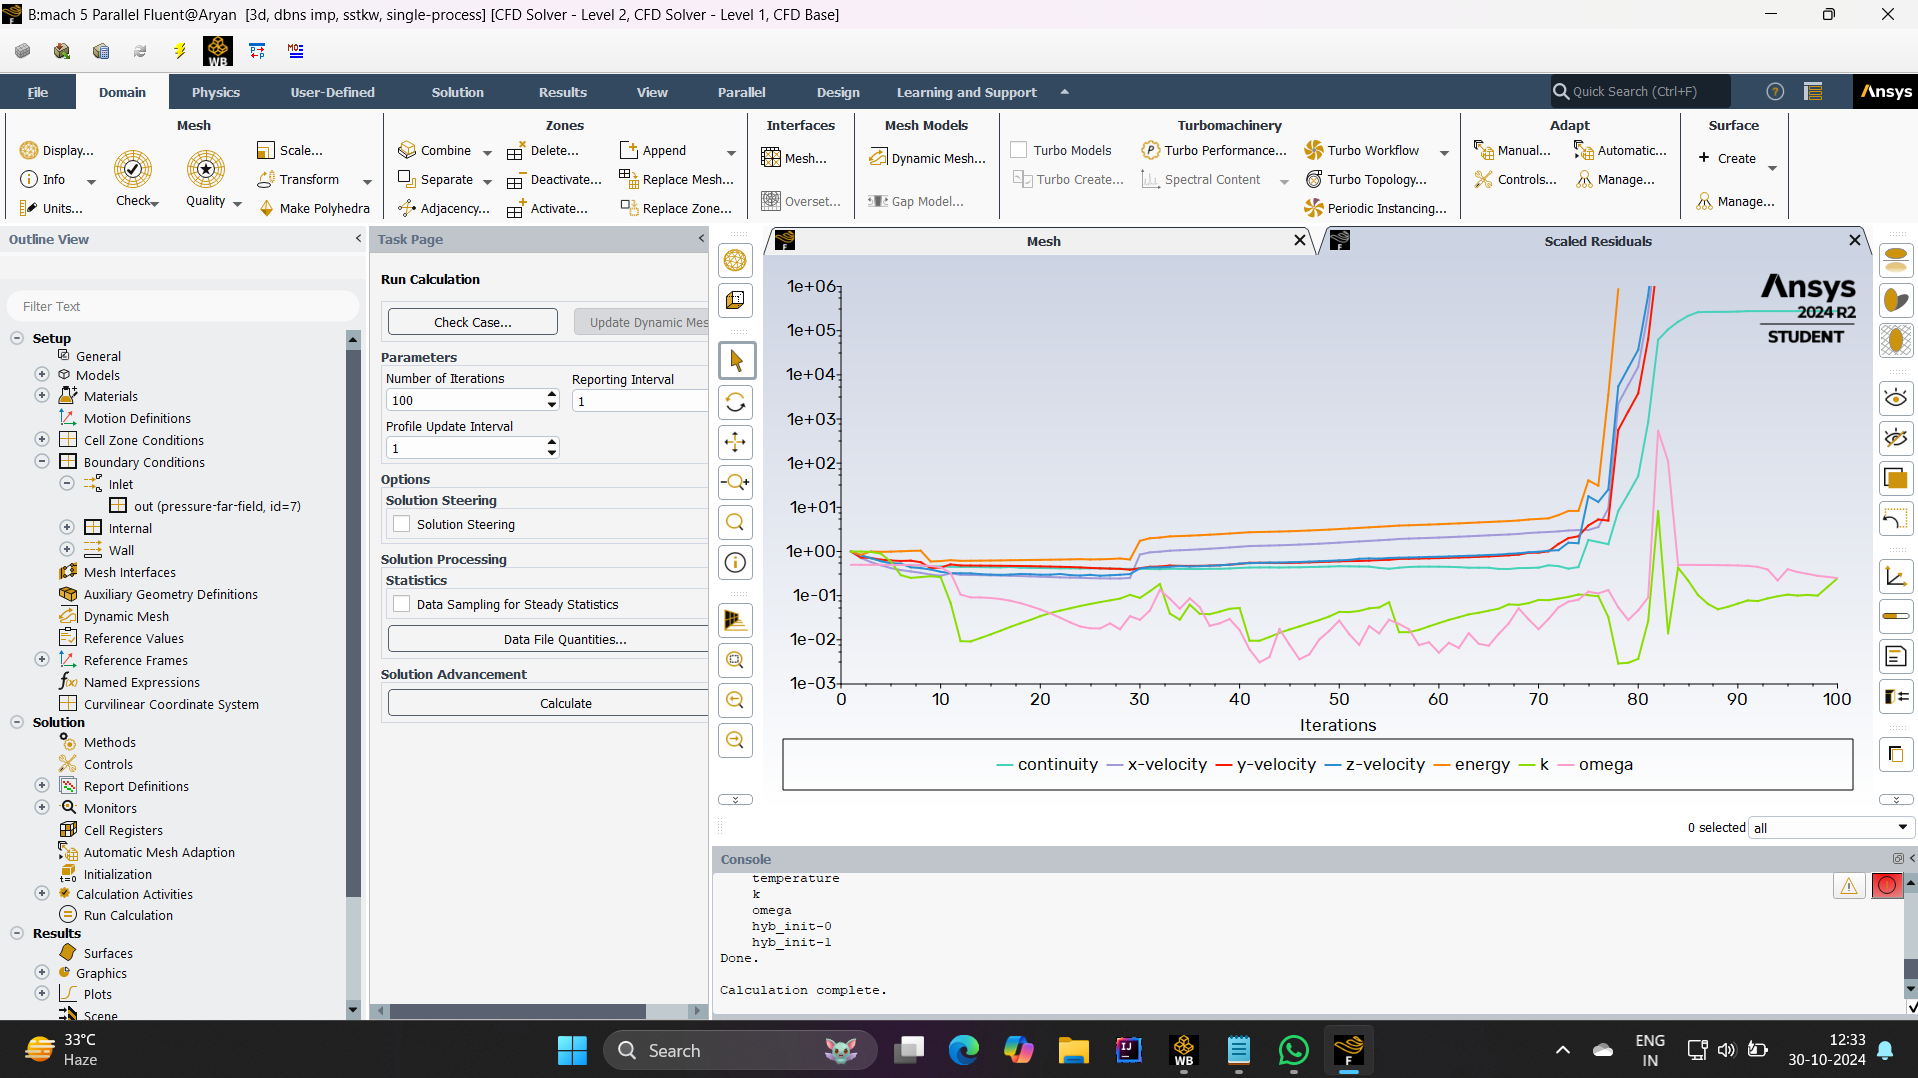 B:mach 5 Parallel Fluent@Aryan [3d, dbns imp, sstkw, single-process] [CFD Solver - Level 2, CFD Solver - Level 1, CFD Base]
WB
File
Domain
Physics
User-Defined
Solution
Results
View
Parallel
Design
Learning and Support
Quick Search (Ctrl+F)
Ansys
Mesh
Display...
Info
Units...
Check
Quality
Scale...
Transform
Make Polyhedra
Zones
Combine
Separate
Adjacency...
Delete...
Deactivate...
Activate...
Append
Replace Mesh...
Replace Zone...
Interfaces
Mesh...
Overset...
Mesh Models
Dynamic Mesh...
Gap Model...
Turbomachinery
Turbo Models
Turbo Create...
Turbo Performance...
Spectral Content
Turbo Workflow
Turbo Topology...
Periodic Instancing...
Adapt
Manual...
Controls...
Automatic...
Manage...
Surface
+ Create
Manage...
Outline View
Filter Text
Setup
General
Models
Materials
Motion Definitions
Cell Zone Conditions
Boundary Conditions
Inlet
out (pressure-far-field, id=7)
Internal
Wall
Mesh Interfaces
Auxiliary Geometry Definitions
Dynamic Mesh
Reference Values
Reference Frames
Named Expressions
Curvilinear Coordinate System
Solution
Methods
Controls
Report Definitions
Monitors
Cell Registers
Automatic Mesh Adaption
Initialization
Calculation Activities
Run Calculation
Results
Surfaces
Graphics
Plots
Scene
Task Page
Run Calculation
Check Case...
Update Dynamic Mes
Parameters
Number of Iterations
100
Reporting Interval
1
Profile Update Interval
1
Options
Solution Steering
Solution Steering
Solution Processing
Statistics
Data Sampling for Steady Statistics
Data File Quantities...
Solution Advancement
Calculate
Mesh
Scaled Residuals
Ansys
2024 R2
STUDENT
1e+06
1e+05
1e+04
1e+03
1e+02
1e+01
1e+00
1e-01
1e-02
1e-03
0 10 20 30 40 50 60 70 80 90 100
Iterations
continuity x-velocity y-velocity z-velocity energy k omega
0 selected all
Console
temperature
k
omega
hyb_init-0
hyb_init-1
Done.
Calculation complete.
33°C
Haze
Search
WB
ENG
IN
12:33
30-10-2024